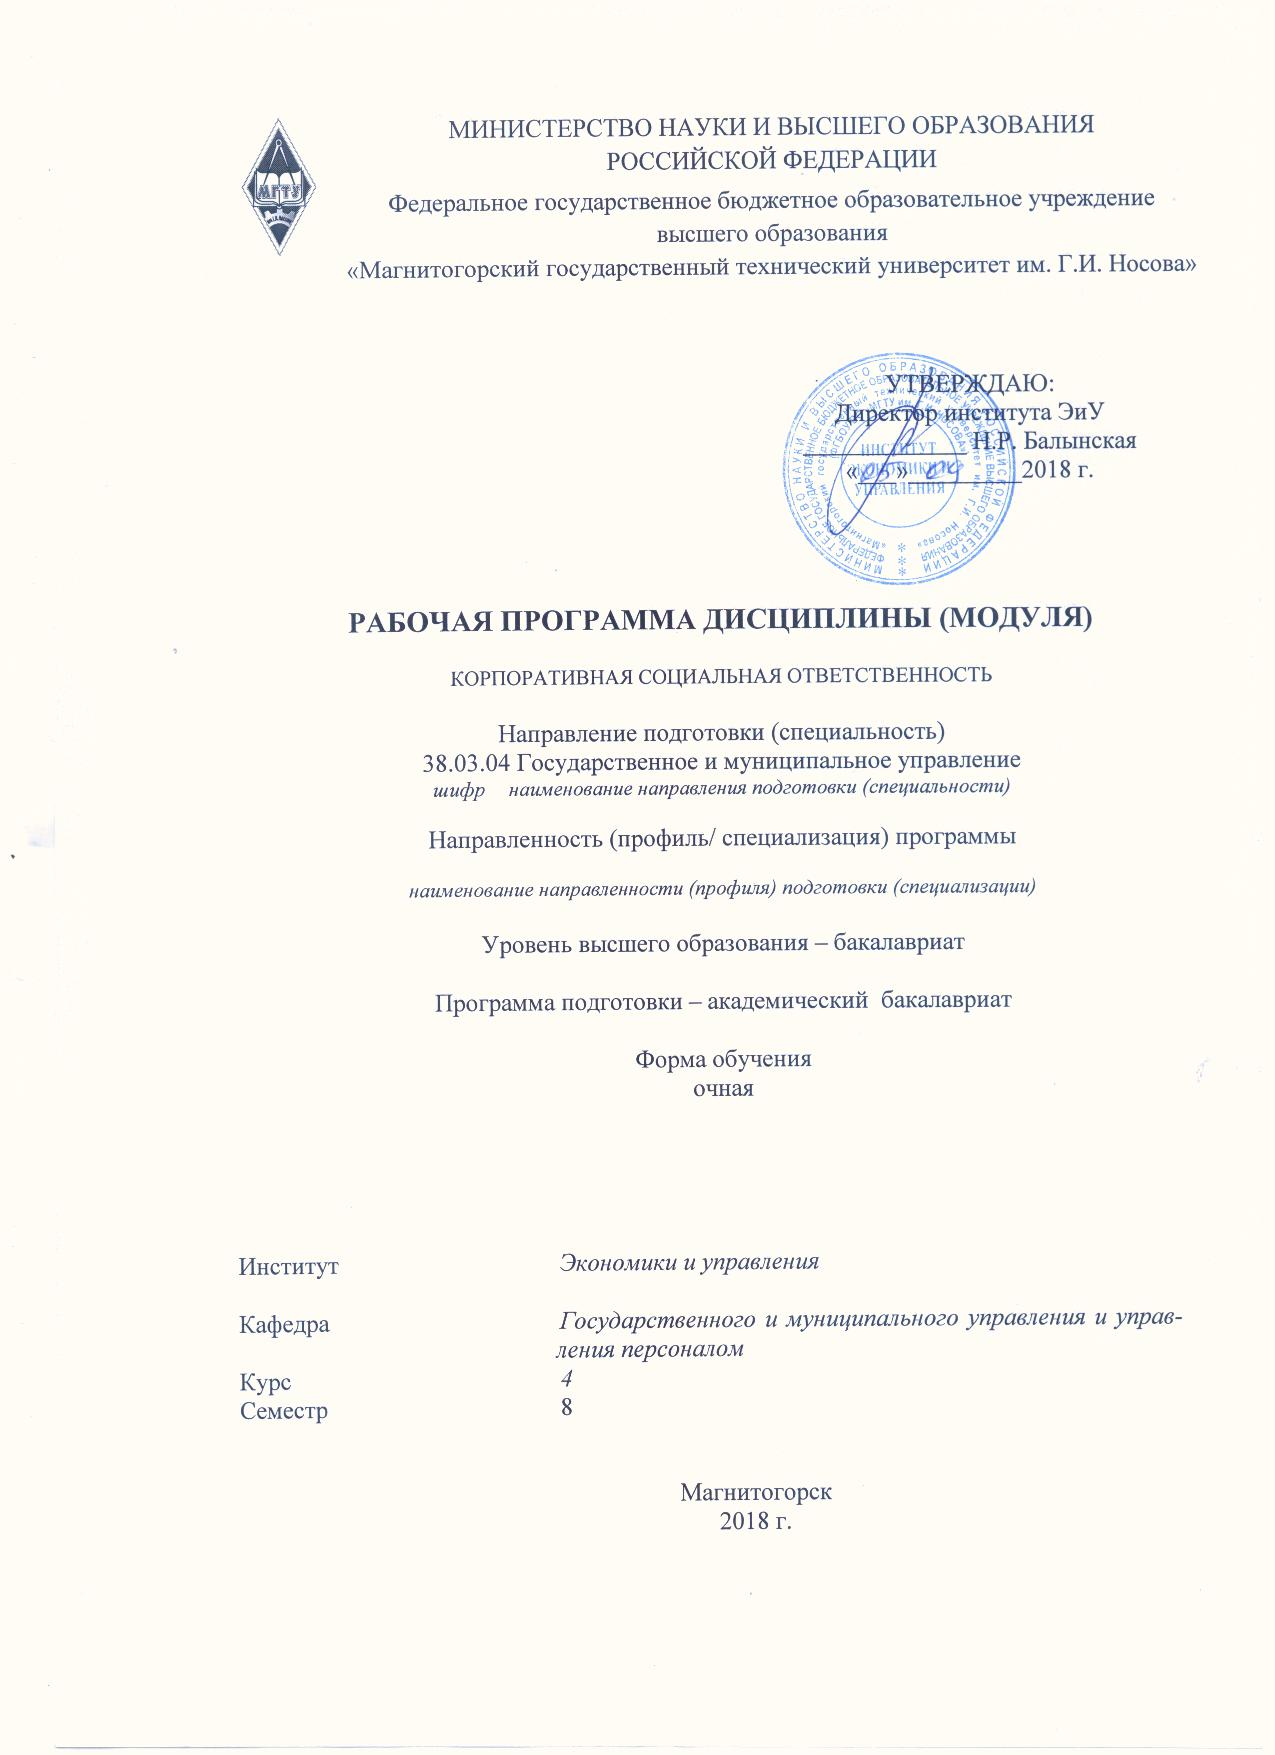 МИНИСТЕРСТВО НАУКИ И ВЫСШЕГО ОБРАЗОВАНИЯ
РОССИЙСКОЙ ФЕДЕРАЦИИ
Федеральное государственное бюджетное образовательное учреждение
высшего образования
«Магнитогорский государственный технический университет им. Г.И. Носова»
МГТУ
УТВЕРЖДАЮ:
Директор института ЭиУ
Н.Р. Балынская
« » 2018 г.
ИНСТИТУТ
ЭКОНОМИКИ И
УПРАВЛЕНИЯ
РАБОЧАЯ ПРОГРАММА ДИСЦИПЛИНЫ (МОДУЛЯ)
КОРПОРАТИВНАЯ СОЦИАЛЬНАЯ ОТВЕТСТВЕННОСТЬ
Направление подготовки (специальность)
38.03.04 Государственное и муниципальное управление
шифр наименование направления подготовки (специальности)
Направленность (профиль/ специализация) программы
наименование направленности (профиля) подготовки (специализации)
Уровень высшего образования – бакалавриат
Программа подготовки – академический бакалавриат
Форма обучения
очная
Институт Экономики и управления
Кафедра Государственного и муниципального управления и управ-
ления персоналом
Курс 4
Семестр 8
Магнитогорск
2018 г.